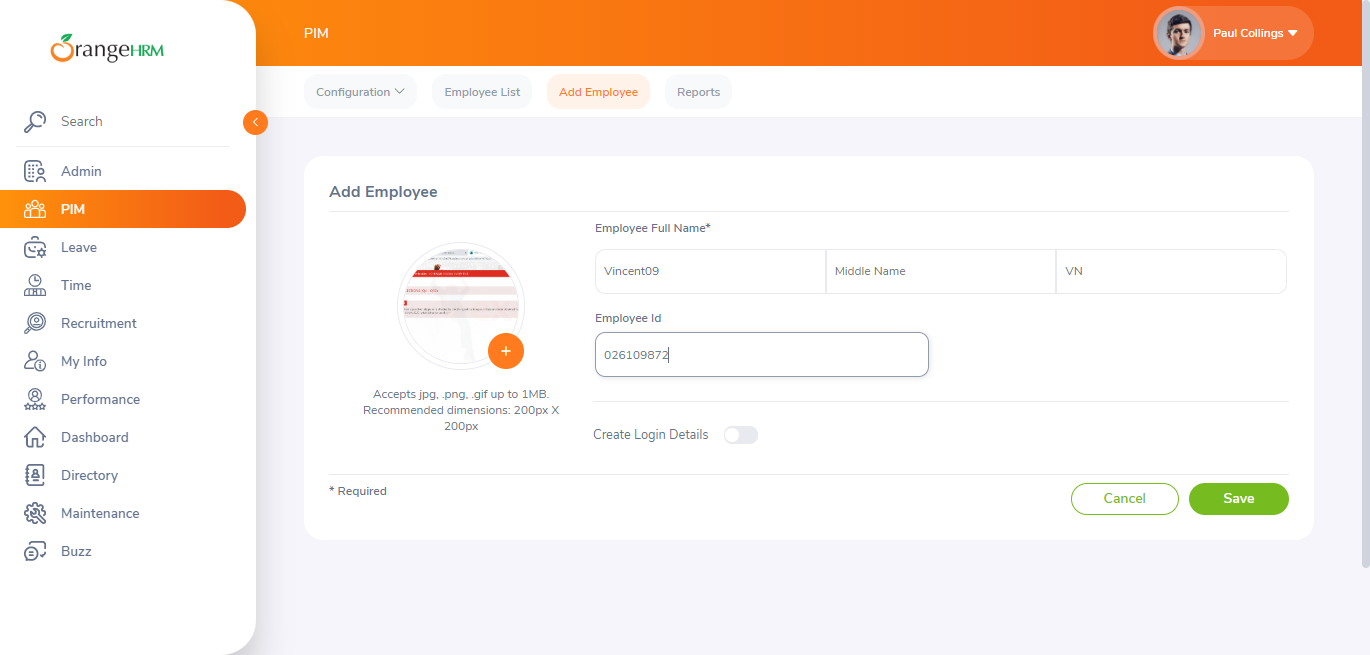 OrangeHRM
PIM
Paul Collings
Configuration
Employee List
Add Employee
Reports
Search
Admin
PIM
Leave
Time
Recruitment
My Info
Performance
Dashboard
Directory
Maintenance
Buzz
Add Employee
Employee Full Name*
Vincent09
Middle Name
VN
Employee Id
026109872
Accepts jpg, .png, .gif up to 1MB.
Recommended dimensions: 200px X
200px
Create Login Details
* Required
Cancel
Save